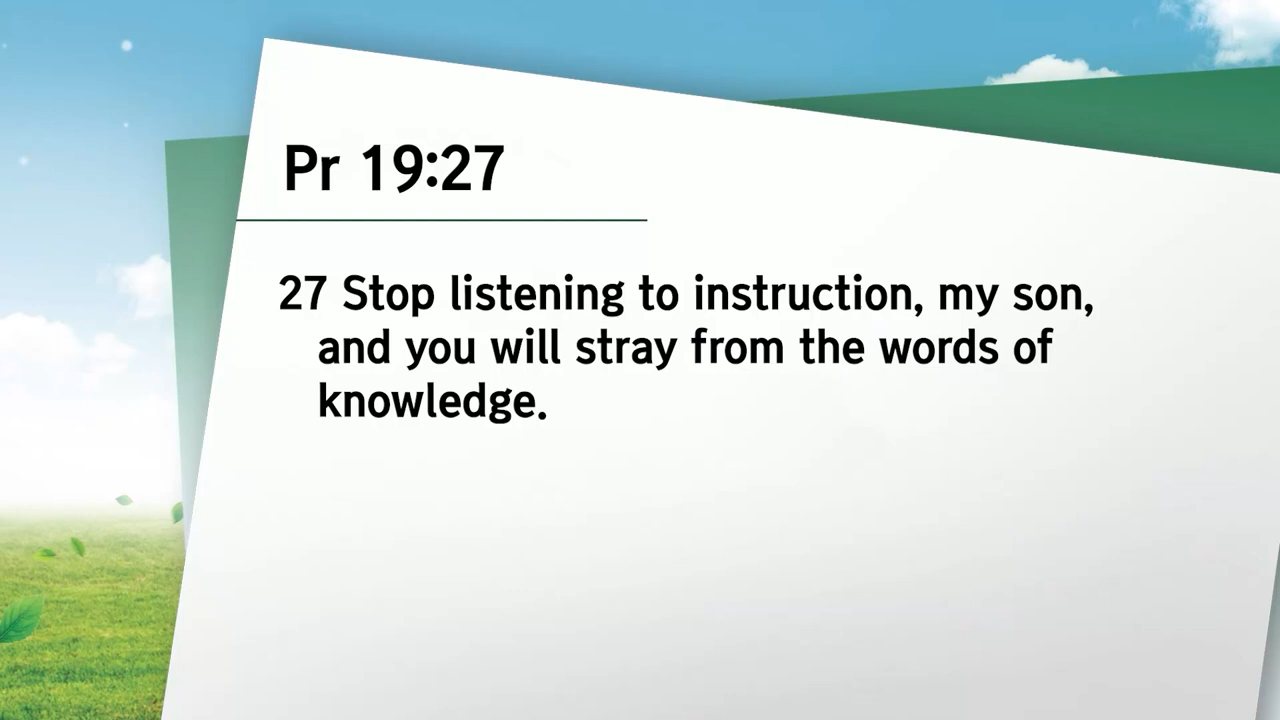 Pr 19:27
27 Stop listening to instruction, my son,
and you will stray from the words of
knowledge.